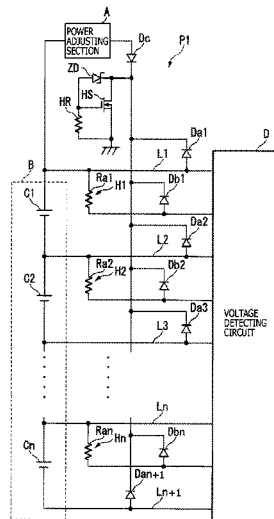 A
POWER
ADJUSTING
SECTION
Dc
P1
ZD
HS
HR
Da1
D
B
L1
C1
Ra1
H1
Db1
Da2
L2
C2
Ra2
H2
Db2
Da3
L3
VOLTAGE
DETECTING
CIRCUIT
Ln
Ran
Hn
Dbn
Cn
Dan+1
Ln+1